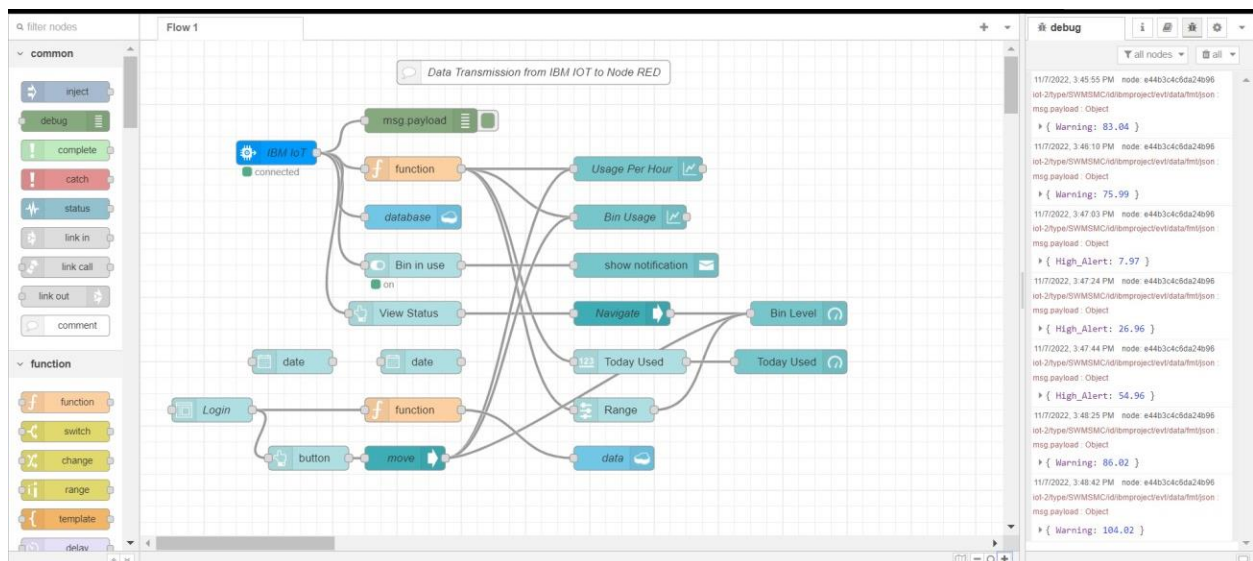 filter nodes
Flow 1
debug
i
common
all nodes
all
inject
debug
complete
catch
status
link in
link call
link out
comment
function
function
switch
change
range
template
delay
Data Transmission from IBM IOT to Node RED
msg.payload
IBM IoT
connected
function
Usage Per Hour
database
Bin Usage
Bin in use
on
show notification
View Status
Navigate
Bin Level
date
date
123
Today Used
Today Used
Login
function
Range
button
move
data
11/7/2022, 3:45:55 PM node: e44b3c4c6da24b96
iot-2/type/SWMSMC/id/ibmproject/evt/data/fmt/json :
msg.payload : Object
{ Warning: 83.04 }
11/7/2022, 3:46:10 PM node: e44b3c4c6da24b96
iot-2/type/SWMSMC/id/ibmproject/evt/data/fmt/json :
msg.payload : Object
{ Warning: 75.99 }
11/7/2022, 3:47:03 PM node: e44b3c4c6da24b96
iot-2/type/SWMSMC/id/ibmproject/evt/data/fmt/json :
msg.payload : Object
{ High_Alert: 7.97 }
11/7/2022, 3:47:24 PM node: e44b3c4c6da24b96
iot-2/type/SWMSMC/id/ibmproject/evt/data/fmt/json :
msg.payload : Object
{ High_Alert: 26.96 }
11/7/2022, 3:47:44 PM node: e44b3c4c6da24b96
iot-2/type/SWMSMC/id/ibmproject/evt/data/fmt/json :
msg.payload : Object
{ High_Alert: 54.96 }
11/7/2022, 3:48:25 PM node: e44b3c4c6da24b96
iot-2/type/SWMSMC/id/ibmproject/evt/data/fmt/json :
msg.payload : Object
{ Warning: 86.02 }
11/7/2022, 3:48:42 PM node: e44b3c4c6da24b96
iot-2/type/SWMSMC/id/ibmproject/evt/data/fmt/json :
msg.payload : Object
{ Warning: 104.02 }